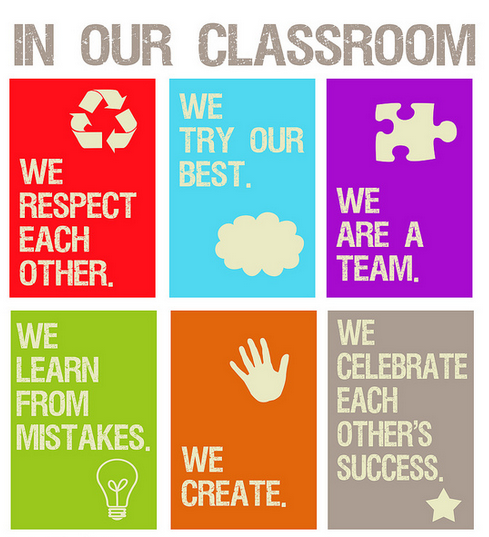 IN OUR CLASSROOM
WE
RESPECT
EACH
OTHER.
WE
TRY OUR
BEST.
WE
ARE A
TEAM.
WE
LEARN
FROM
MISTAKES.
WE
CREATE.
WE
CELEBRATE
EACH
OTHER'S
SUCCESS.